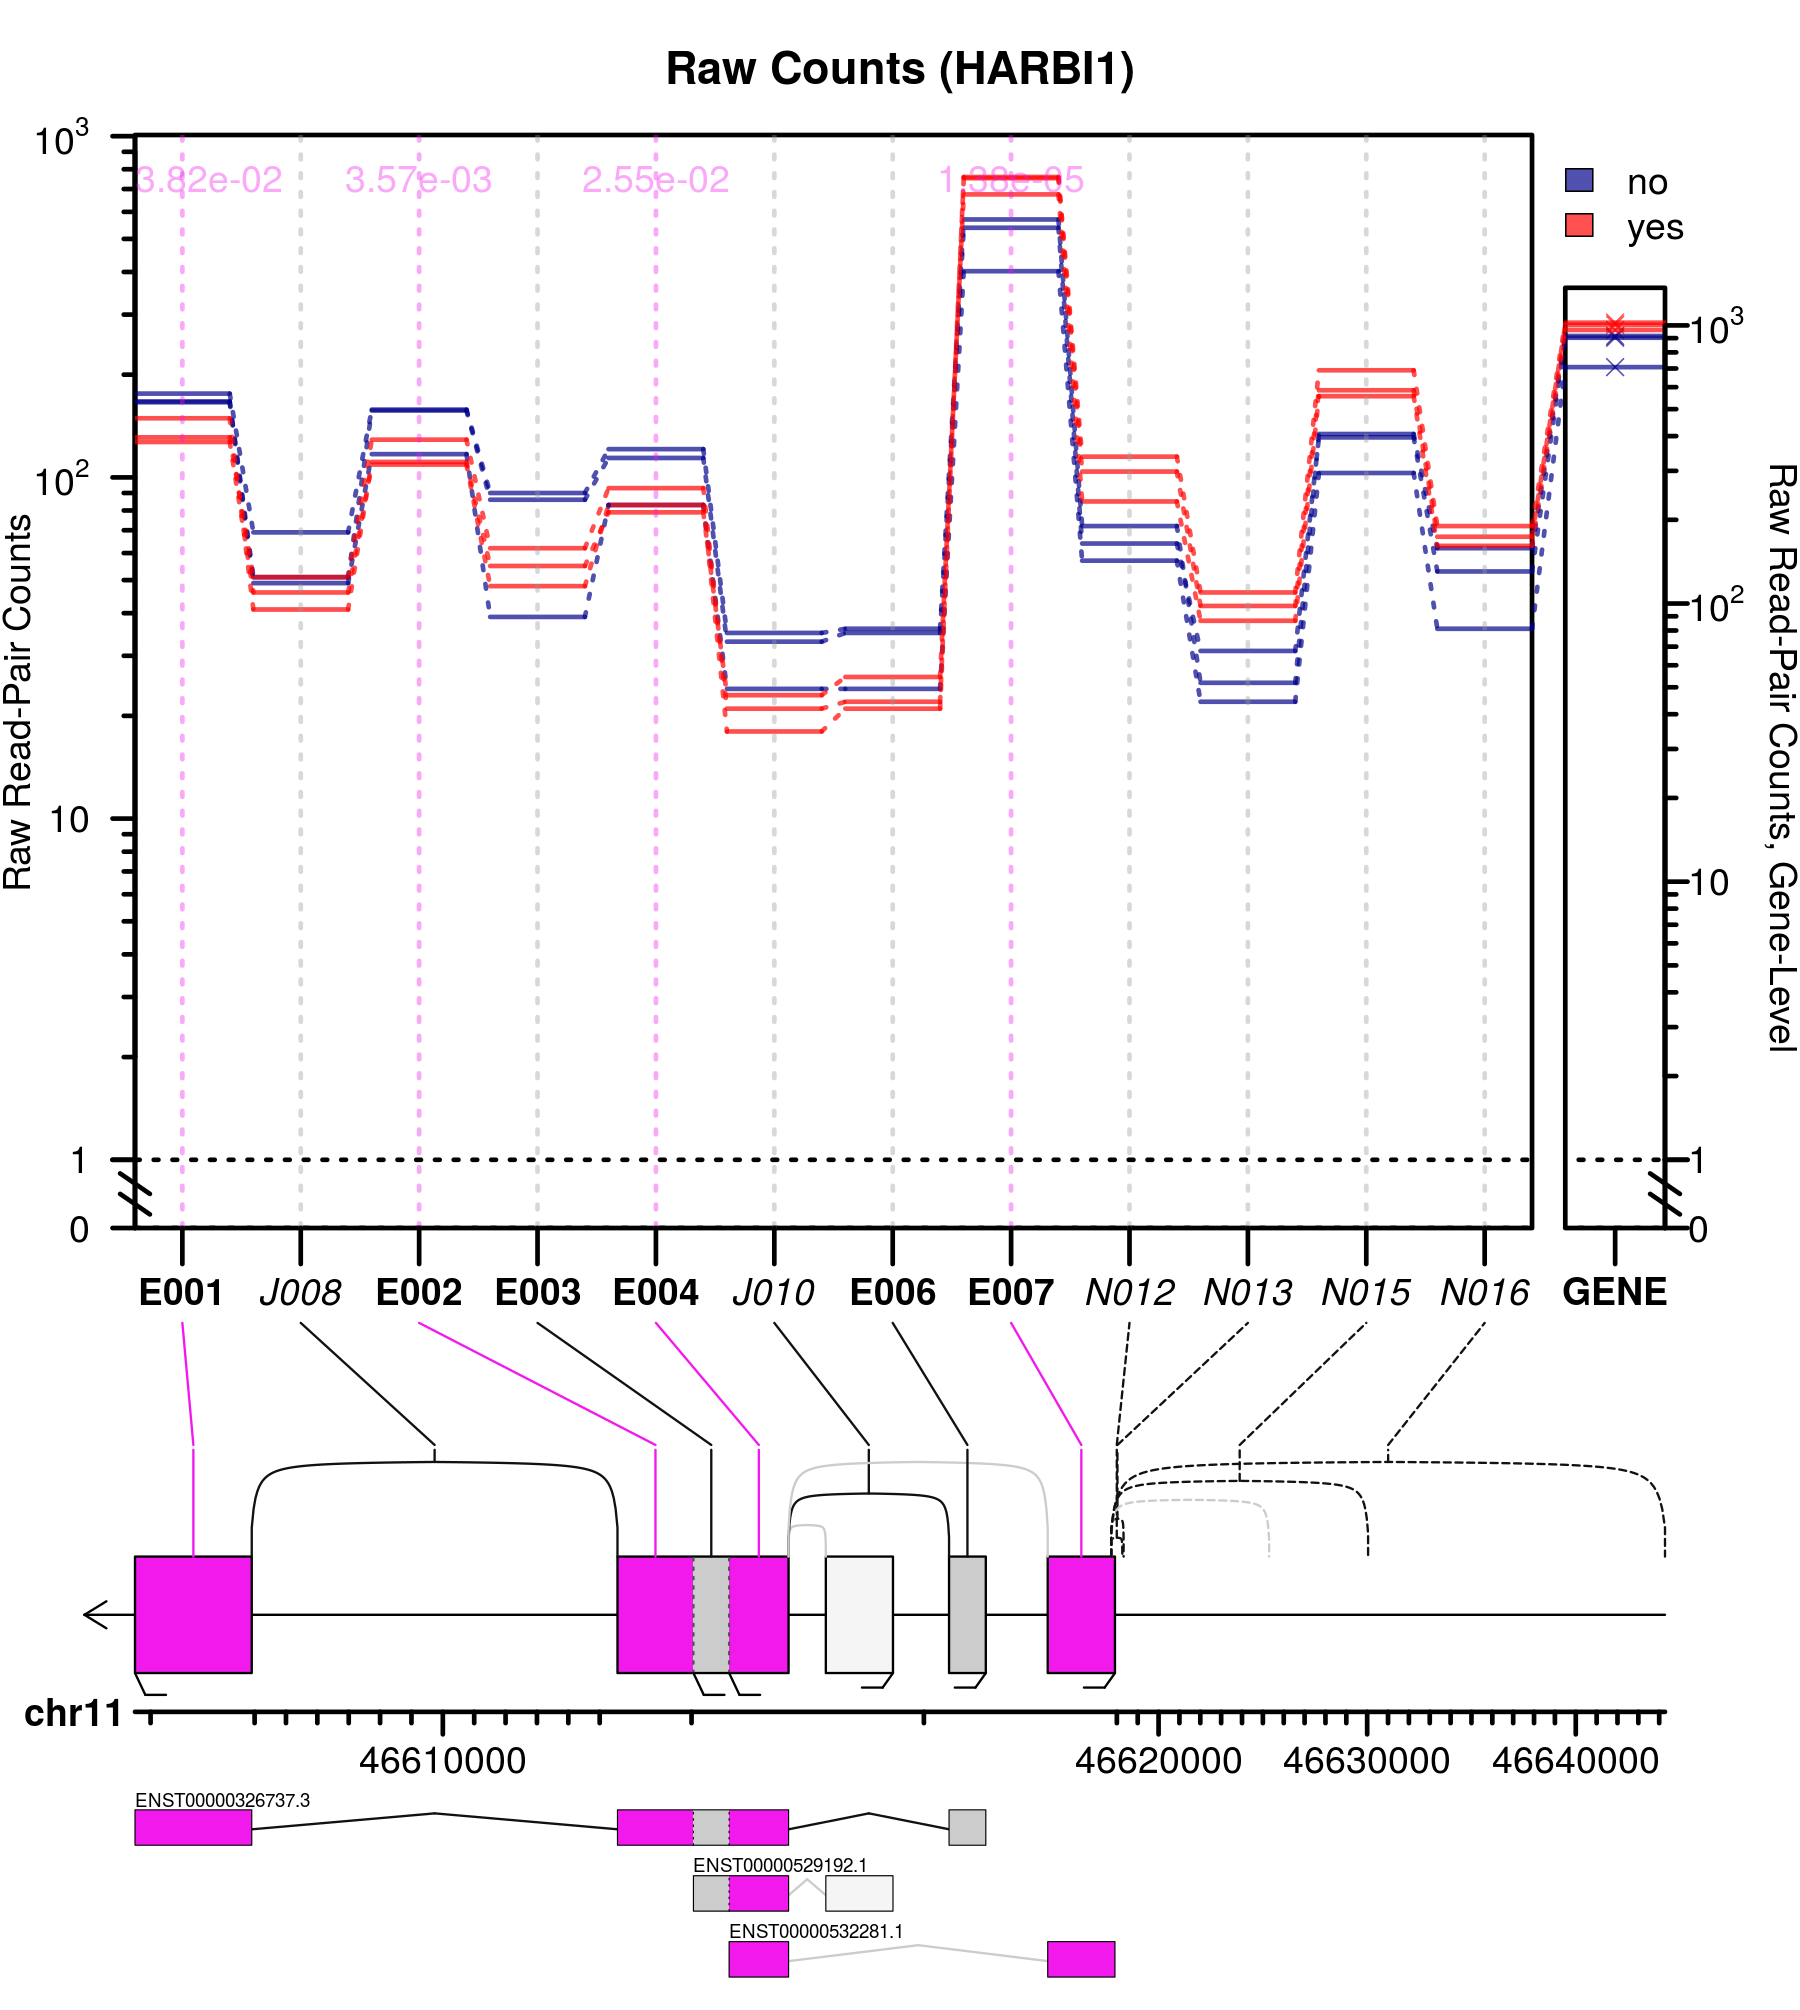 Raw Counts (HARBI1)
10^3
10^2
10
1
0
Raw Read-Pair Counts
3.82e-02 3.57e-03 2.55e-02 1.38e-05
no
yes
10^3
10^2
10
1
0
Raw Read-Pair Counts, Gene-Level
E001 J008 E002 E003 E004 J010 E006 E007 N012 N013 N015 N016 GENE
chr11
46610000 46620000 46630000 46640000
ENST00000326737.3
ENST00000529192.1
ENST00000532281.1